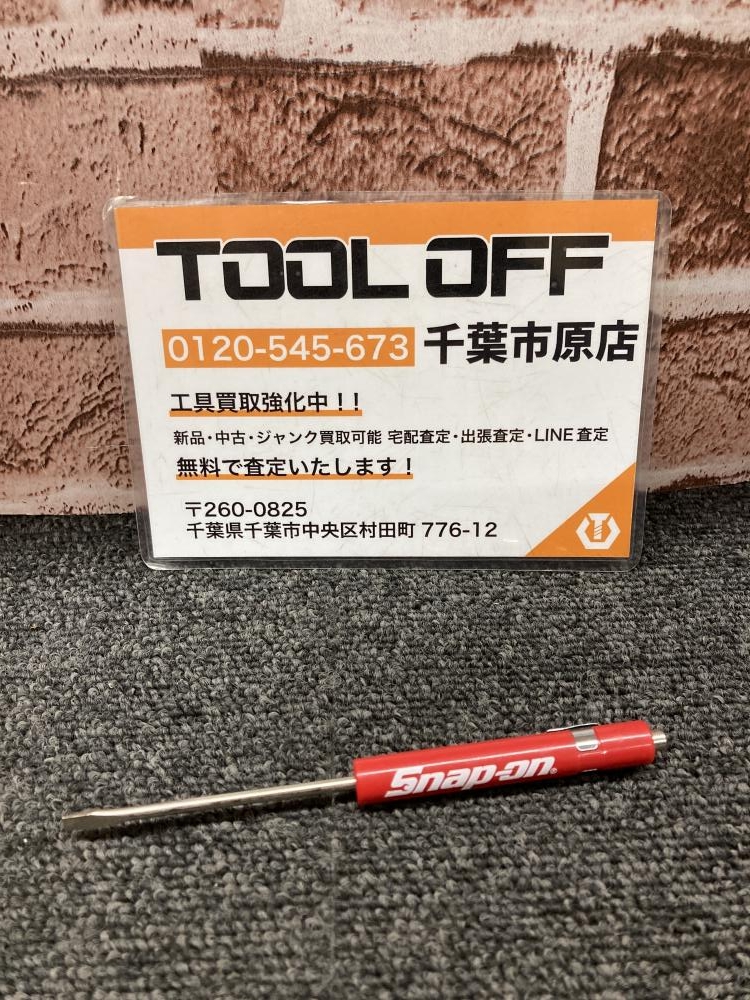 TOOL OFF
0120-545-673 千葉市原店
工具買取強化中！！
新品・中古・ジャンク買取可能 宅配査定・出張査定・LINE査定
無料で査定いたします！
〒260-0825
千葉県千葉市中央区村田町 776-12
Snap-on®